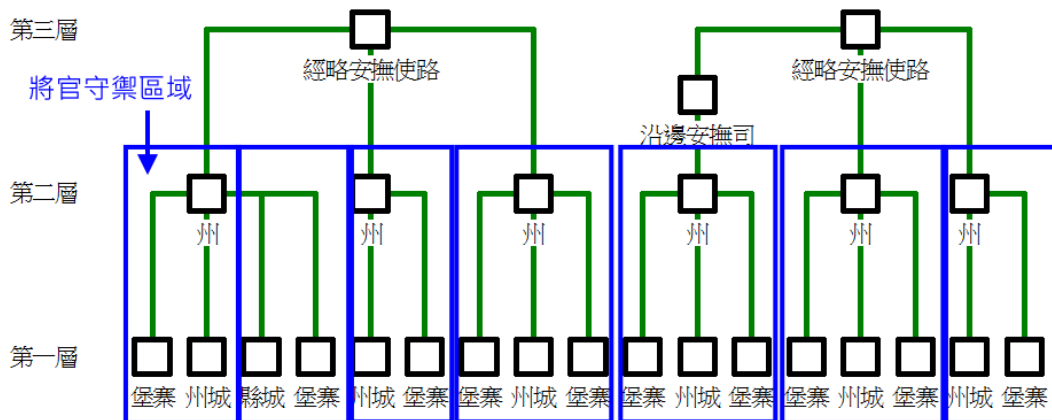 第三層
經略安撫使路 經略安撫使路
將官守禦區域
沿邊安撫司
第二層
州 州 州 州 州 州
第一層
堡寨 州城 縣城 堡寨 州城 堡寨 堡寨 州城 堡寨 堡寨 州城 堡寨 堡寨 州城 堡寨 州城 堡寨